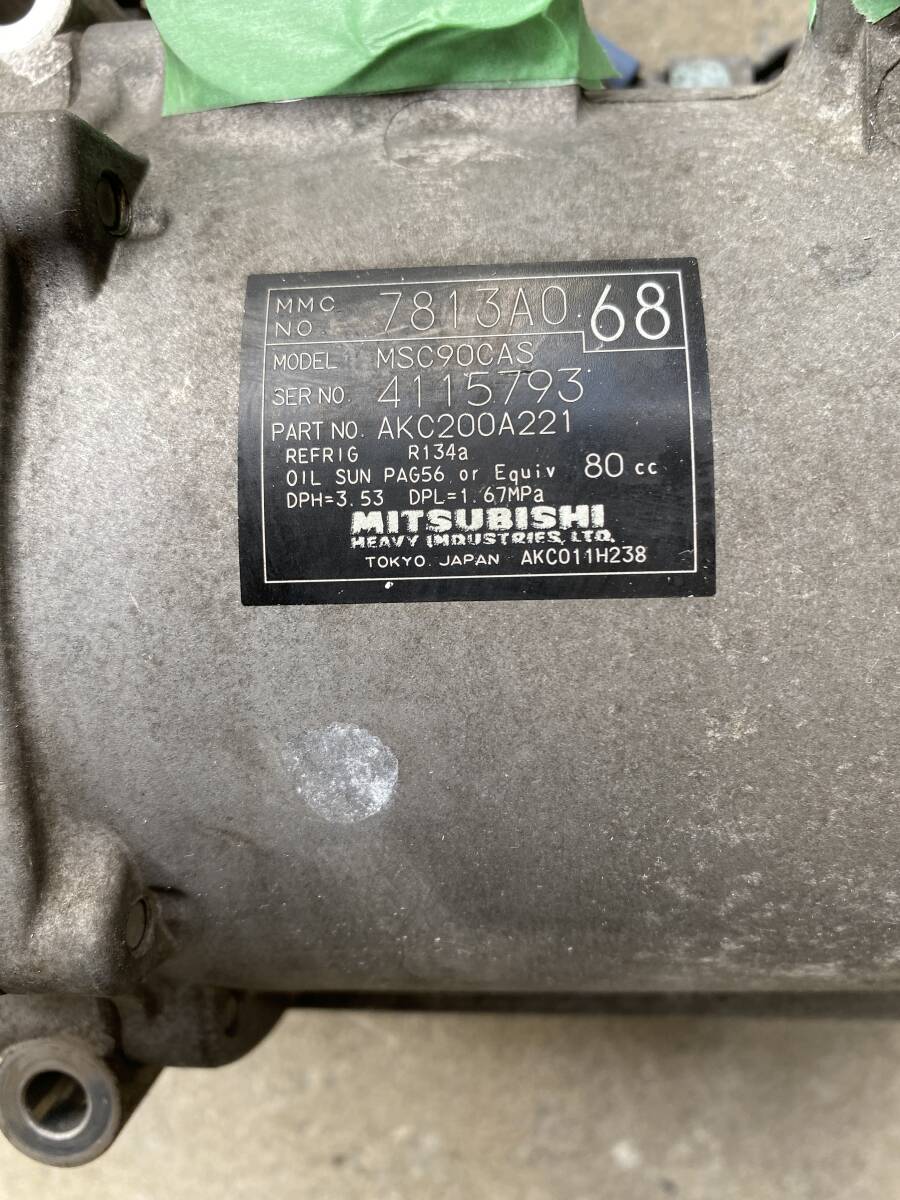 MMC NO. 7813A0 68
MODEL MSC90CAS
SER NO. 4115793
PART NO. AKC200A221
REFRIG R134a
OIL SUN PAG56 or Equiv 80 cc
DPH=3.53 DPL=1.67MPa
MITSUBISHI
HEAVY INDUSTRIES, LTD.
TOKYO. JAPAN AKC011H238